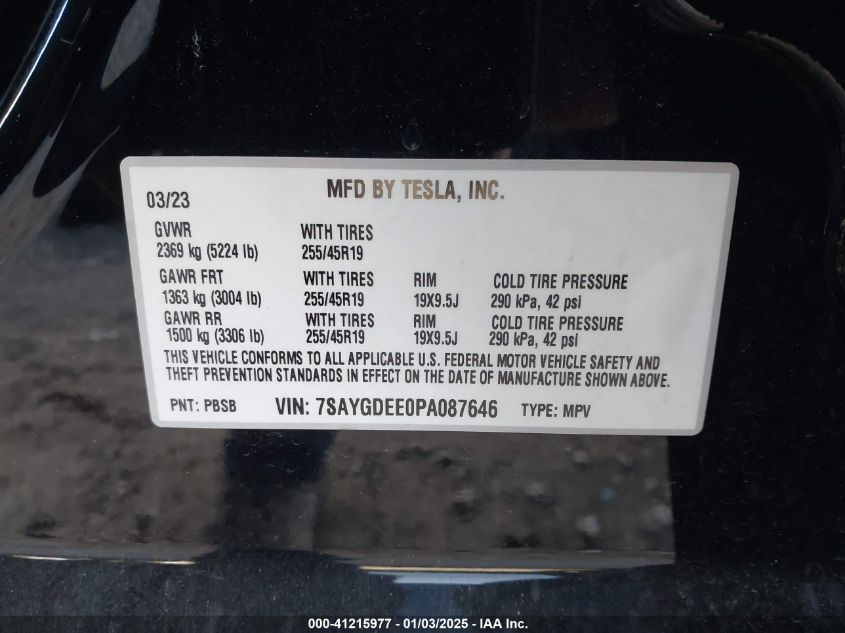 03/23 MFD BY TESLA, INC.
GVWR WITH TIRES
2369 kg (5224 lb) 255/45R19
GAWR FRT WITH TIRES RIM COLD TIRE PRESSURE
1363 kg (3004 lb) 255/45R19 19X9.5J 290 kPa, 42 psi
GAWR RR WITH TIRES RIM COLD TIRE PRESSURE
1500 kg (3306 lb) 255/45R19 19X9.5J 290 kPa, 42 psi
THIS VEHICLE CONFORMS TO ALL APPLICABLE U.S. FEDERAL MOTOR VEHICLE SAFETY AND
THEFT PREVENTION STANDARDS IN EFFECT ON THE DATE OF MANUFACTURE SHOWN ABOVE.
PNT: PBSB VIN: 7SAYGDEE0PA087646 TYPE: MPV
000-41215977 - 01/03/2025 - IAA Inc.